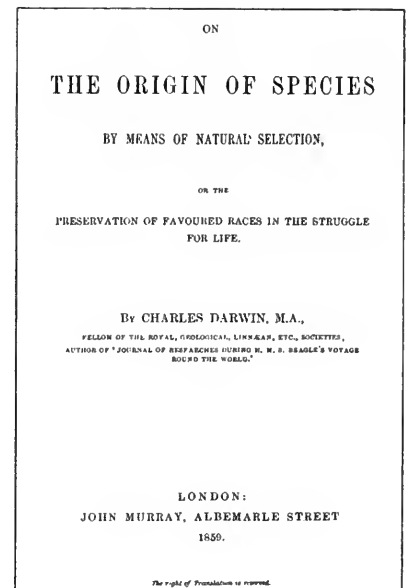 ON
THE ORIGIN OF SPECIES
BY MEANS OF NATURAL SELECTION,
OR THE
PRESERVATION OF FAVOURED RACES IN THE STRUGGLE
FOR LIFE.
By CHARLES DARWIN, M.A.,
FELLOW OF THE ROYAL, GEOLOGICAL, LINNÆAN, ETC., SOCIETIES;
AUTHOR OF "JOURNAL OF RESEARCHES DURING H. M. S. BEAGLE'S VOYAGE
ROUND THE WORLD."
LONDON:
JOHN MURRAY, ALBEMARLE STREET
1859.
The right of Translation is reserved.